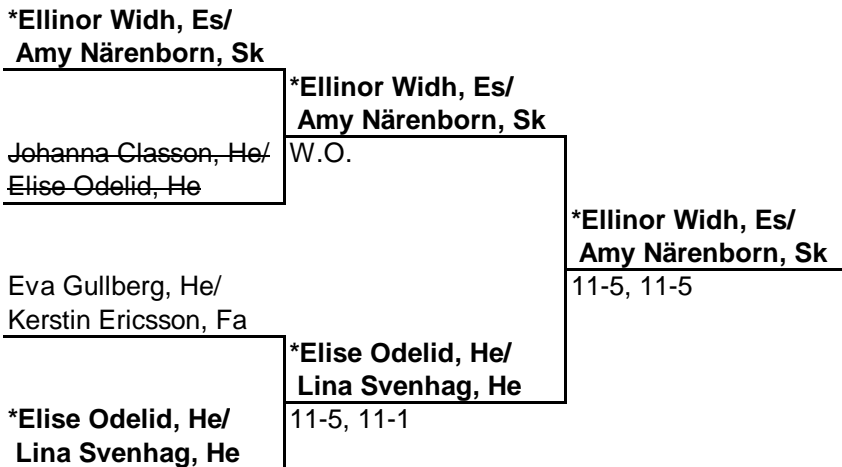 *Ellinor Widh, Es/
Amy Närenborn, Sk
*Ellinor Widh, Es/
Amy Närenborn, Sk
Johanna Classon, He/
Elise Odelid, He
W.O.
*Ellinor Widh, Es/
Amy Närenborn, Sk
11-5, 11-5
Eva Gullberg, He/
Kerstin Ericsson, Fa
*Elise Odelid, He/
Lina Svenhag, He
11-5, 11-1
*Elise Odelid, He/
Lina Svenhag, He